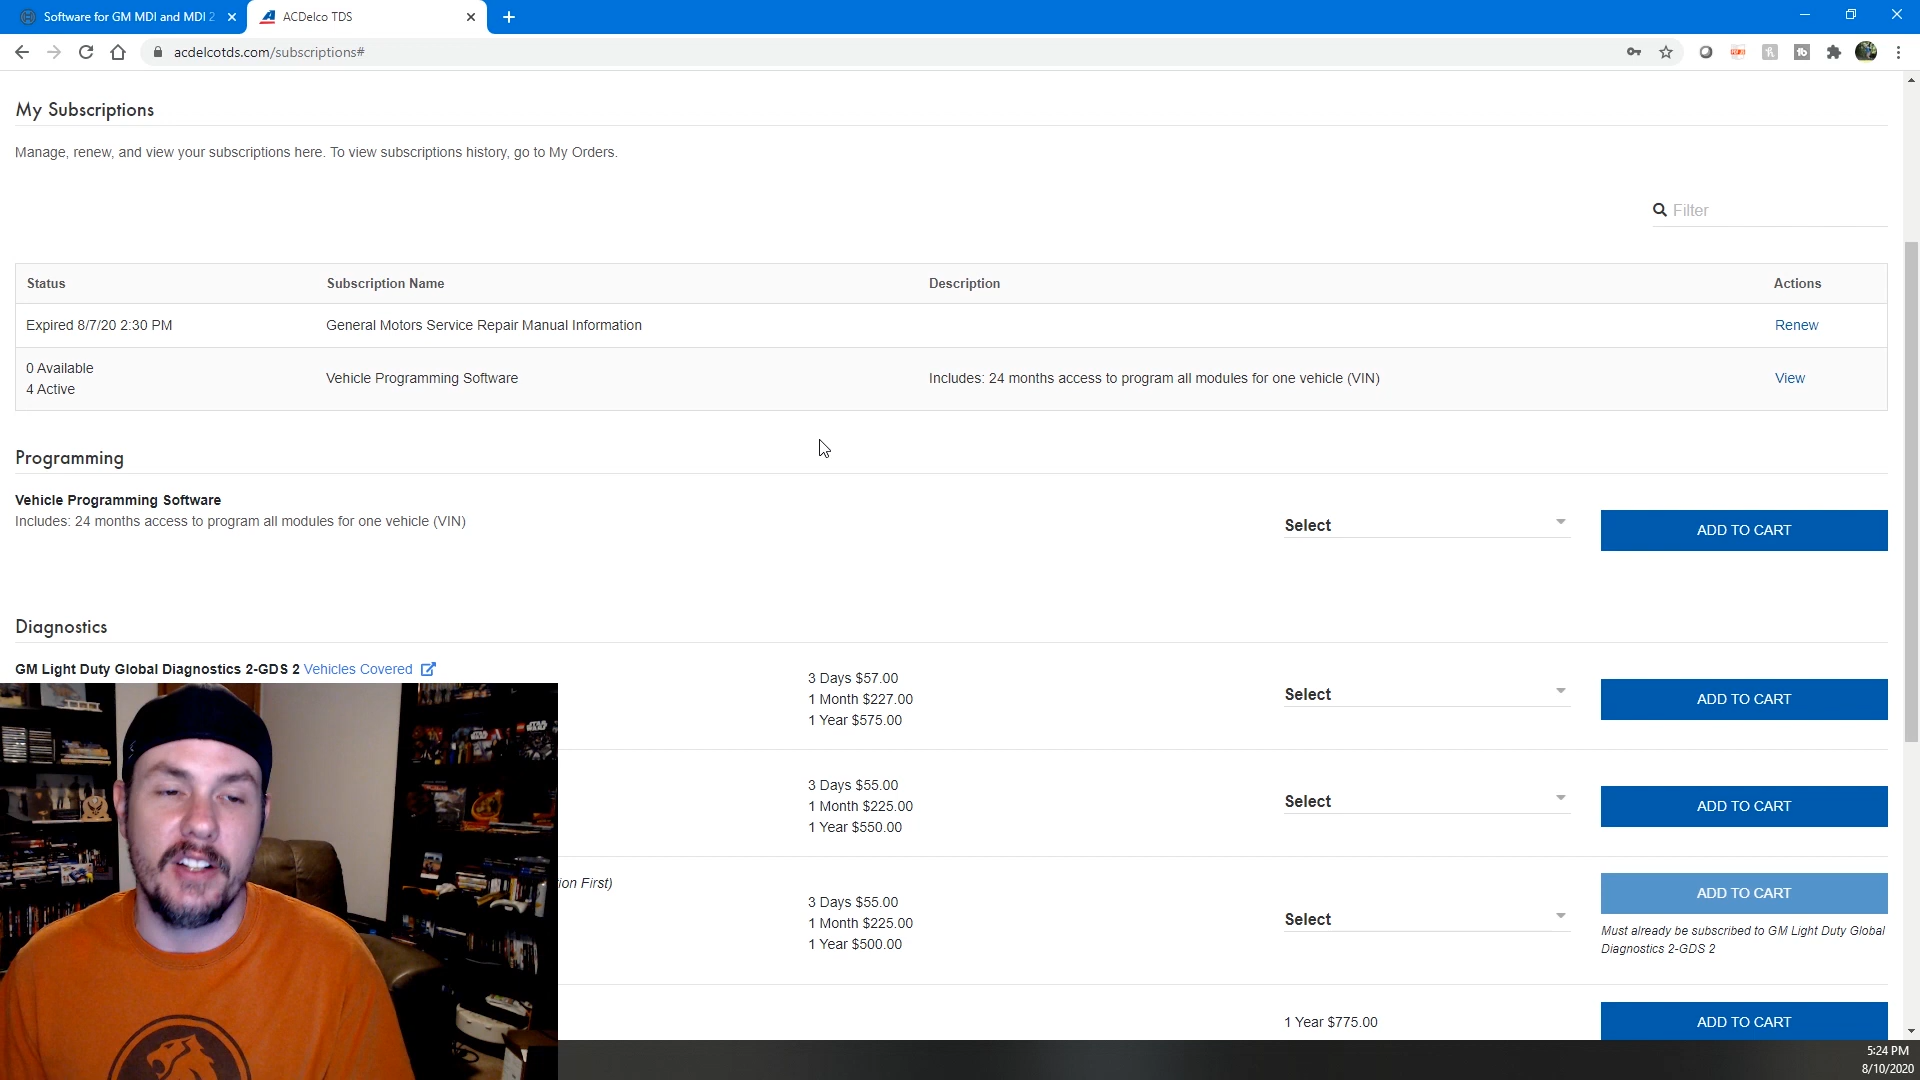 Software for GM MDI and MDI 2
ACDelco TDS
acdelcotds.com/subscriptions#
My Subscriptions
Manage, renew, and view your subscriptions here. To view subscriptions history, go to My Orders.
Filter
Status Subscription Name Description Actions
Expired 8/7/20 2:30 PM General Motors Service Repair Manual Information Renew
0 Available
4 Active
Vehicle Programming Software Includes: 24 months access to program all modules for one vehicle (VIN) View
Programming
Vehicle Programming Software
Includes: 24 months access to program all modules for one vehicle (VIN)
Select ADD TO CART
Diagnostics
GM Light Duty Global Diagnostics 2-GDS 2 Vehicles Covered
3 Days $57.00
1 Month $227.00
1 Year $575.00
Select ADD TO CART
3 Days $55.00
1 Month $225.00
1 Year $550.00
Select ADD TO CART
ion First)
3 Days $55.00
1 Month $225.00
1 Year $500.00
Select ADD TO CART
Must already be subscribed to GM Light Duty Global
Diagnostics 2-GDS 2
1 Year $775.00 ADD TO CART
5:24 PM
8/10/2020
STAR WARS